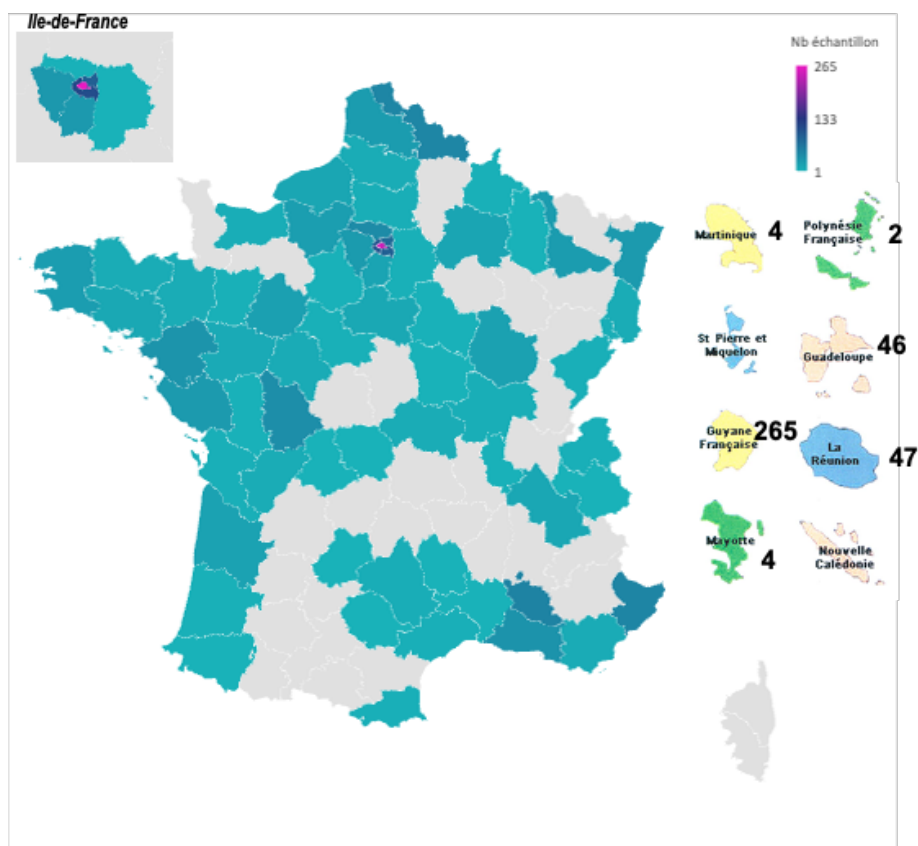 Ile-de-France
Nb échantillon
265
133
1
Martinique 4
Polynésie
Française 2
St Pierre et
Miquelon
Guadeloupe 46
Guyane
Française 265
La
Réunion 47
Mayotte 4
Nouvelle
Calédonie